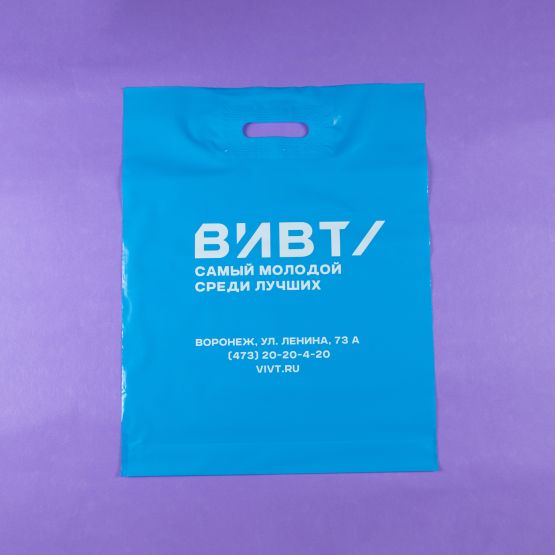 ВИВТ/
САМЫЙ МОЛОДОЙ
СРЕДИ ЛУЧШИХ
ВОРОНЕЖ, УЛ. ЛЕНИНА, 73 А
(473) 20-20-4-20
VIVT.RU